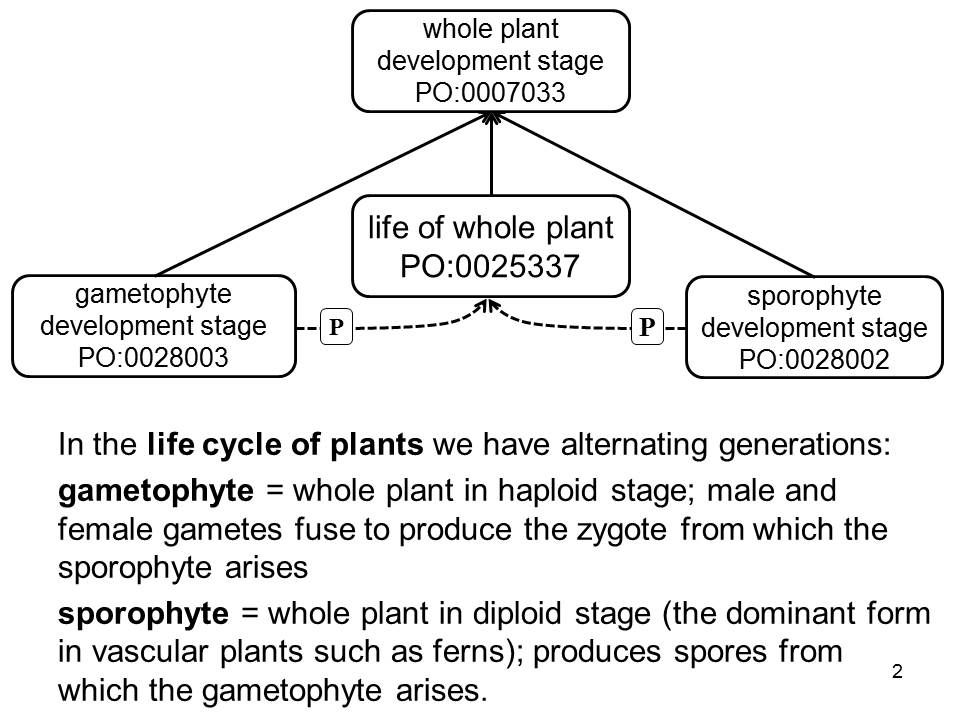 whole plant
development stage
PO:0007033
life of whole plant
PO:0025337
gametophyte
development stage
PO:0028003
P
P
sporophyte
development stage
PO:0028002
In the life cycle of plants we have alternating generations:
gametophyte = whole plant in haploid stage; male and
female gametes fuse to produce the zygote from which the
sporophyte arises
sporophyte = whole plant in diploid stage (the dominant form
in vascular plants such as ferns); produces spores from
which the gametophyte arises.
2